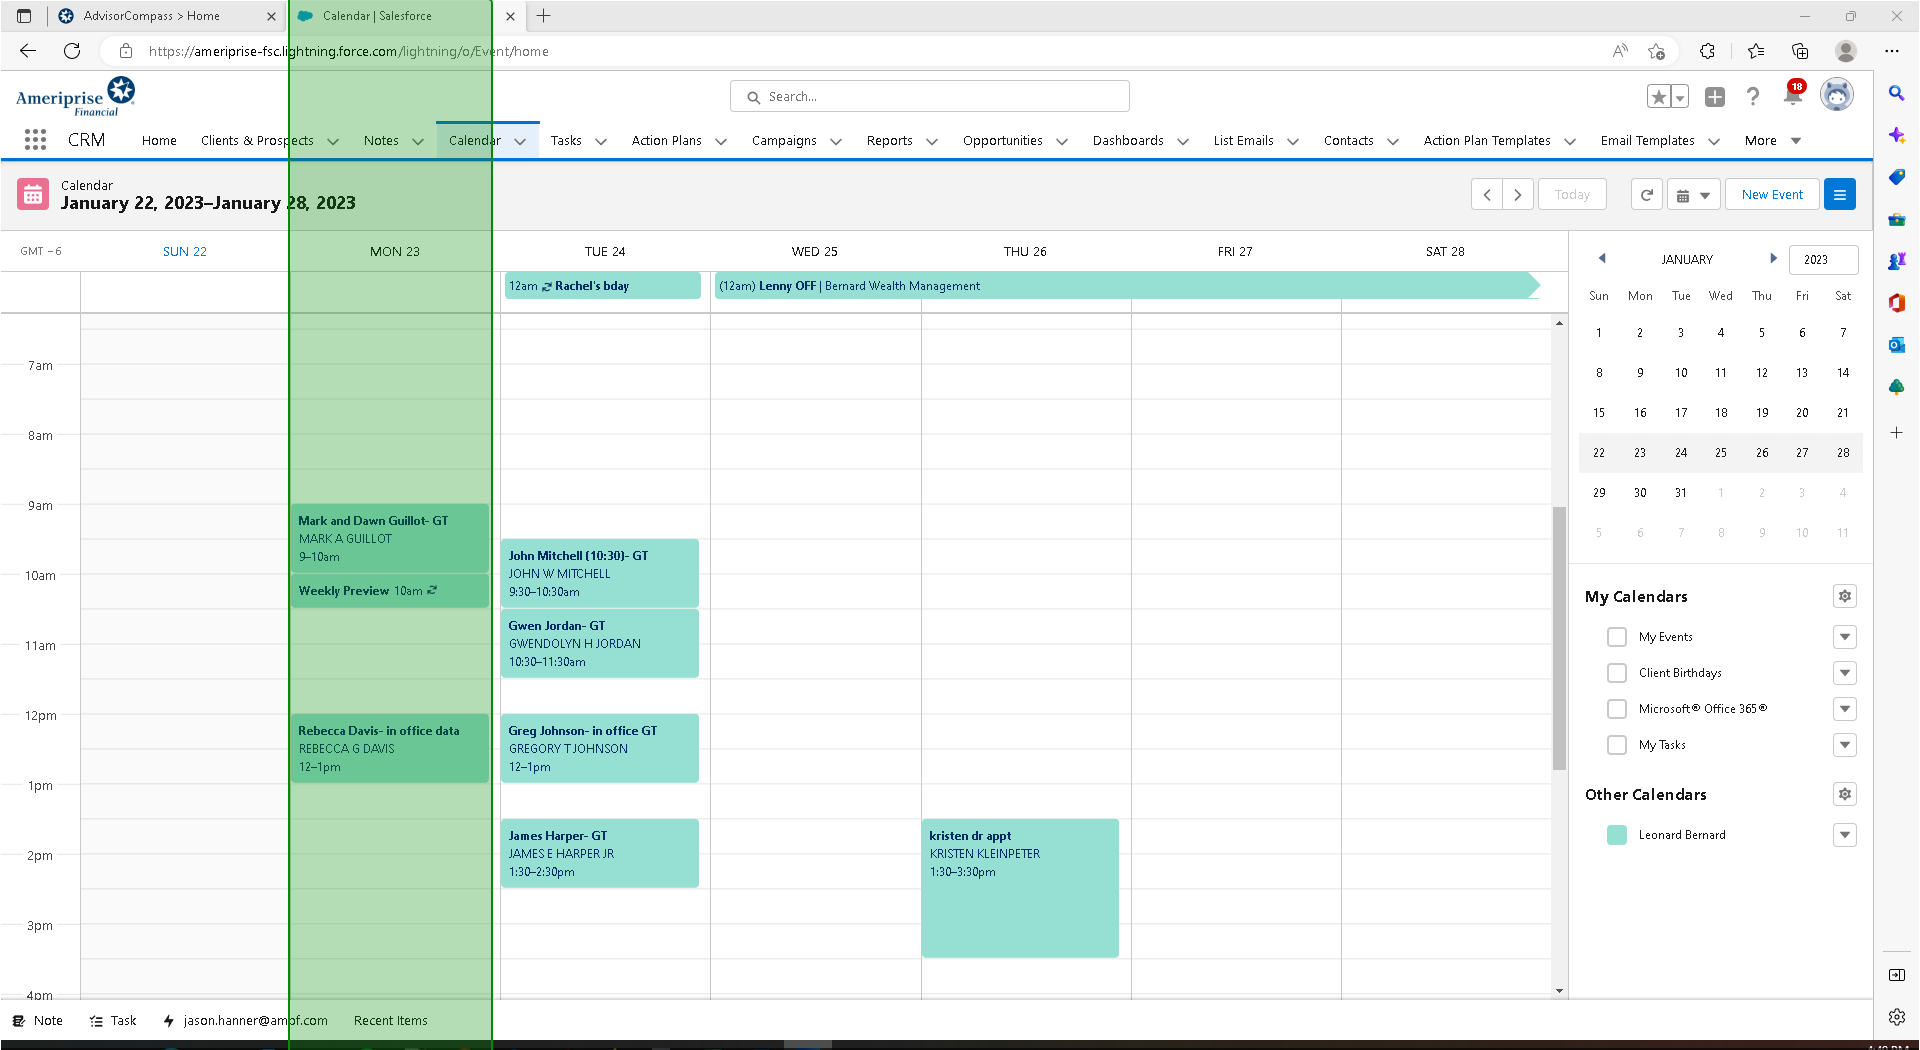 AdvisorCompass > Home
Calendar | Salesforce
https://ameriprise-fsc.lightning.force.com/lightning/o/Event/home
Ameriprise
Financial
Search...
18
CRM
Home
Clients & Prospects
Notes
Calendar
Tasks
Action Plans
Campaigns
Reports
Opportunities
Dashboards
List Emails
Contacts
Action Plan Templates
Email Templates
More
Calendar
January 22, 2023–January 28, 2023
Today
New Event
GMT −6
SUN 22
MON 23
TUE 24
WED 25
THU 26
FRI 27
SAT 28
12am Rachel's bday
(12am) Lenny OFF | Bernard Wealth Management
7am
8am
9am
10am
11am
12pm
1pm
2pm
3pm
4pm
Mark and Dawn Guillot- GT
MARK A GUILLOT
9–10am
Weekly Preview 10am
Rebecca Davis- in office data
REBECCA G DAVIS
12–1pm
John Mitchell (10:30)- GT
JOHN W MITCHELL
9:30–10:30am
Gwen Jordan- GT
GWENDOLYN H JORDAN
10:30–11:30am
Greg Johnson- in office GT
GREGORY T JOHNSON
12–1pm
James Harper- GT
JAMES E HARPER JR
1:30–2:30pm
kristen dr appt
KRISTEN KLEINPETER
1:30–3:30pm
JANUARY
2023
Sun Mon Tue Wed Thu Fri Sat
1 2 3 4 5 6 7
8 9 10 11 12 13 14
15 16 17 18 19 20 21
22 23 24 25 26 27 28
29 30 31 1 2 3 4
5 6 7 8 9 10 11
My Calendars
My Events
Client Birthdays
Microsoft® Office 365®
My Tasks
Other Calendars
Leonard Bernard
Note
Task
jason.hanner@ampf.com
Recent Items